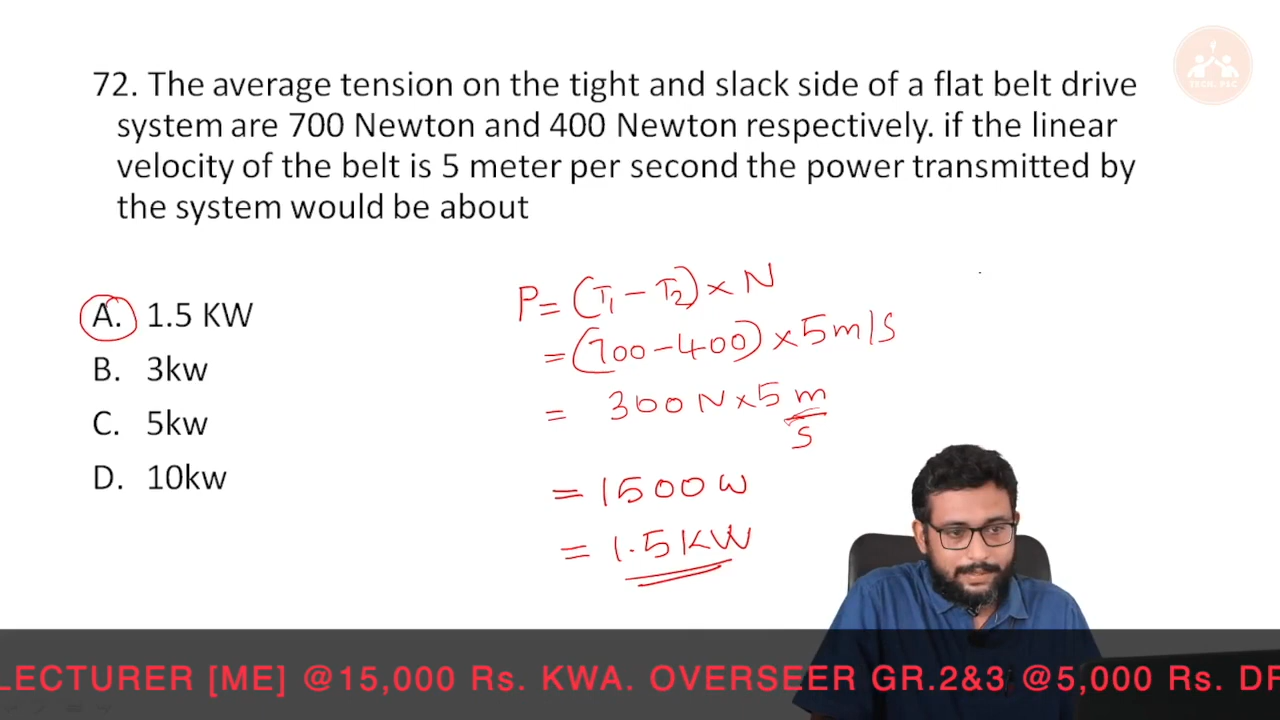 TECH. PSC
72. The average tension on the tight and slack side of a flat belt drive
system are 700 Newton and 400 Newton respectively. if the linear
velocity of the belt is 5 meter per second the power transmitted by
the system would be about
A. 1.5 KW
B. 3kw
C. 5kw
D. 10kw
P= (T1 - T2) × N
= (700-400) × 5m/s
= 300 N × 5 m/s
= 1500 W
= 1.5 KW
LECTURER [ME] @15,000 Rs. KWA. OVERSEER GR.2&3 @5,000 Rs. DF